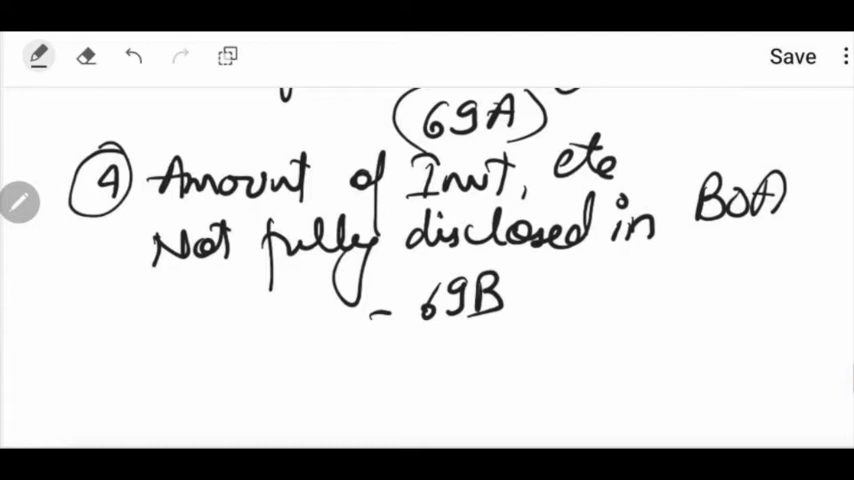 Save
(69A)
④ Amount of Invt, etc
Not fully disclosed in BOA
- 69B